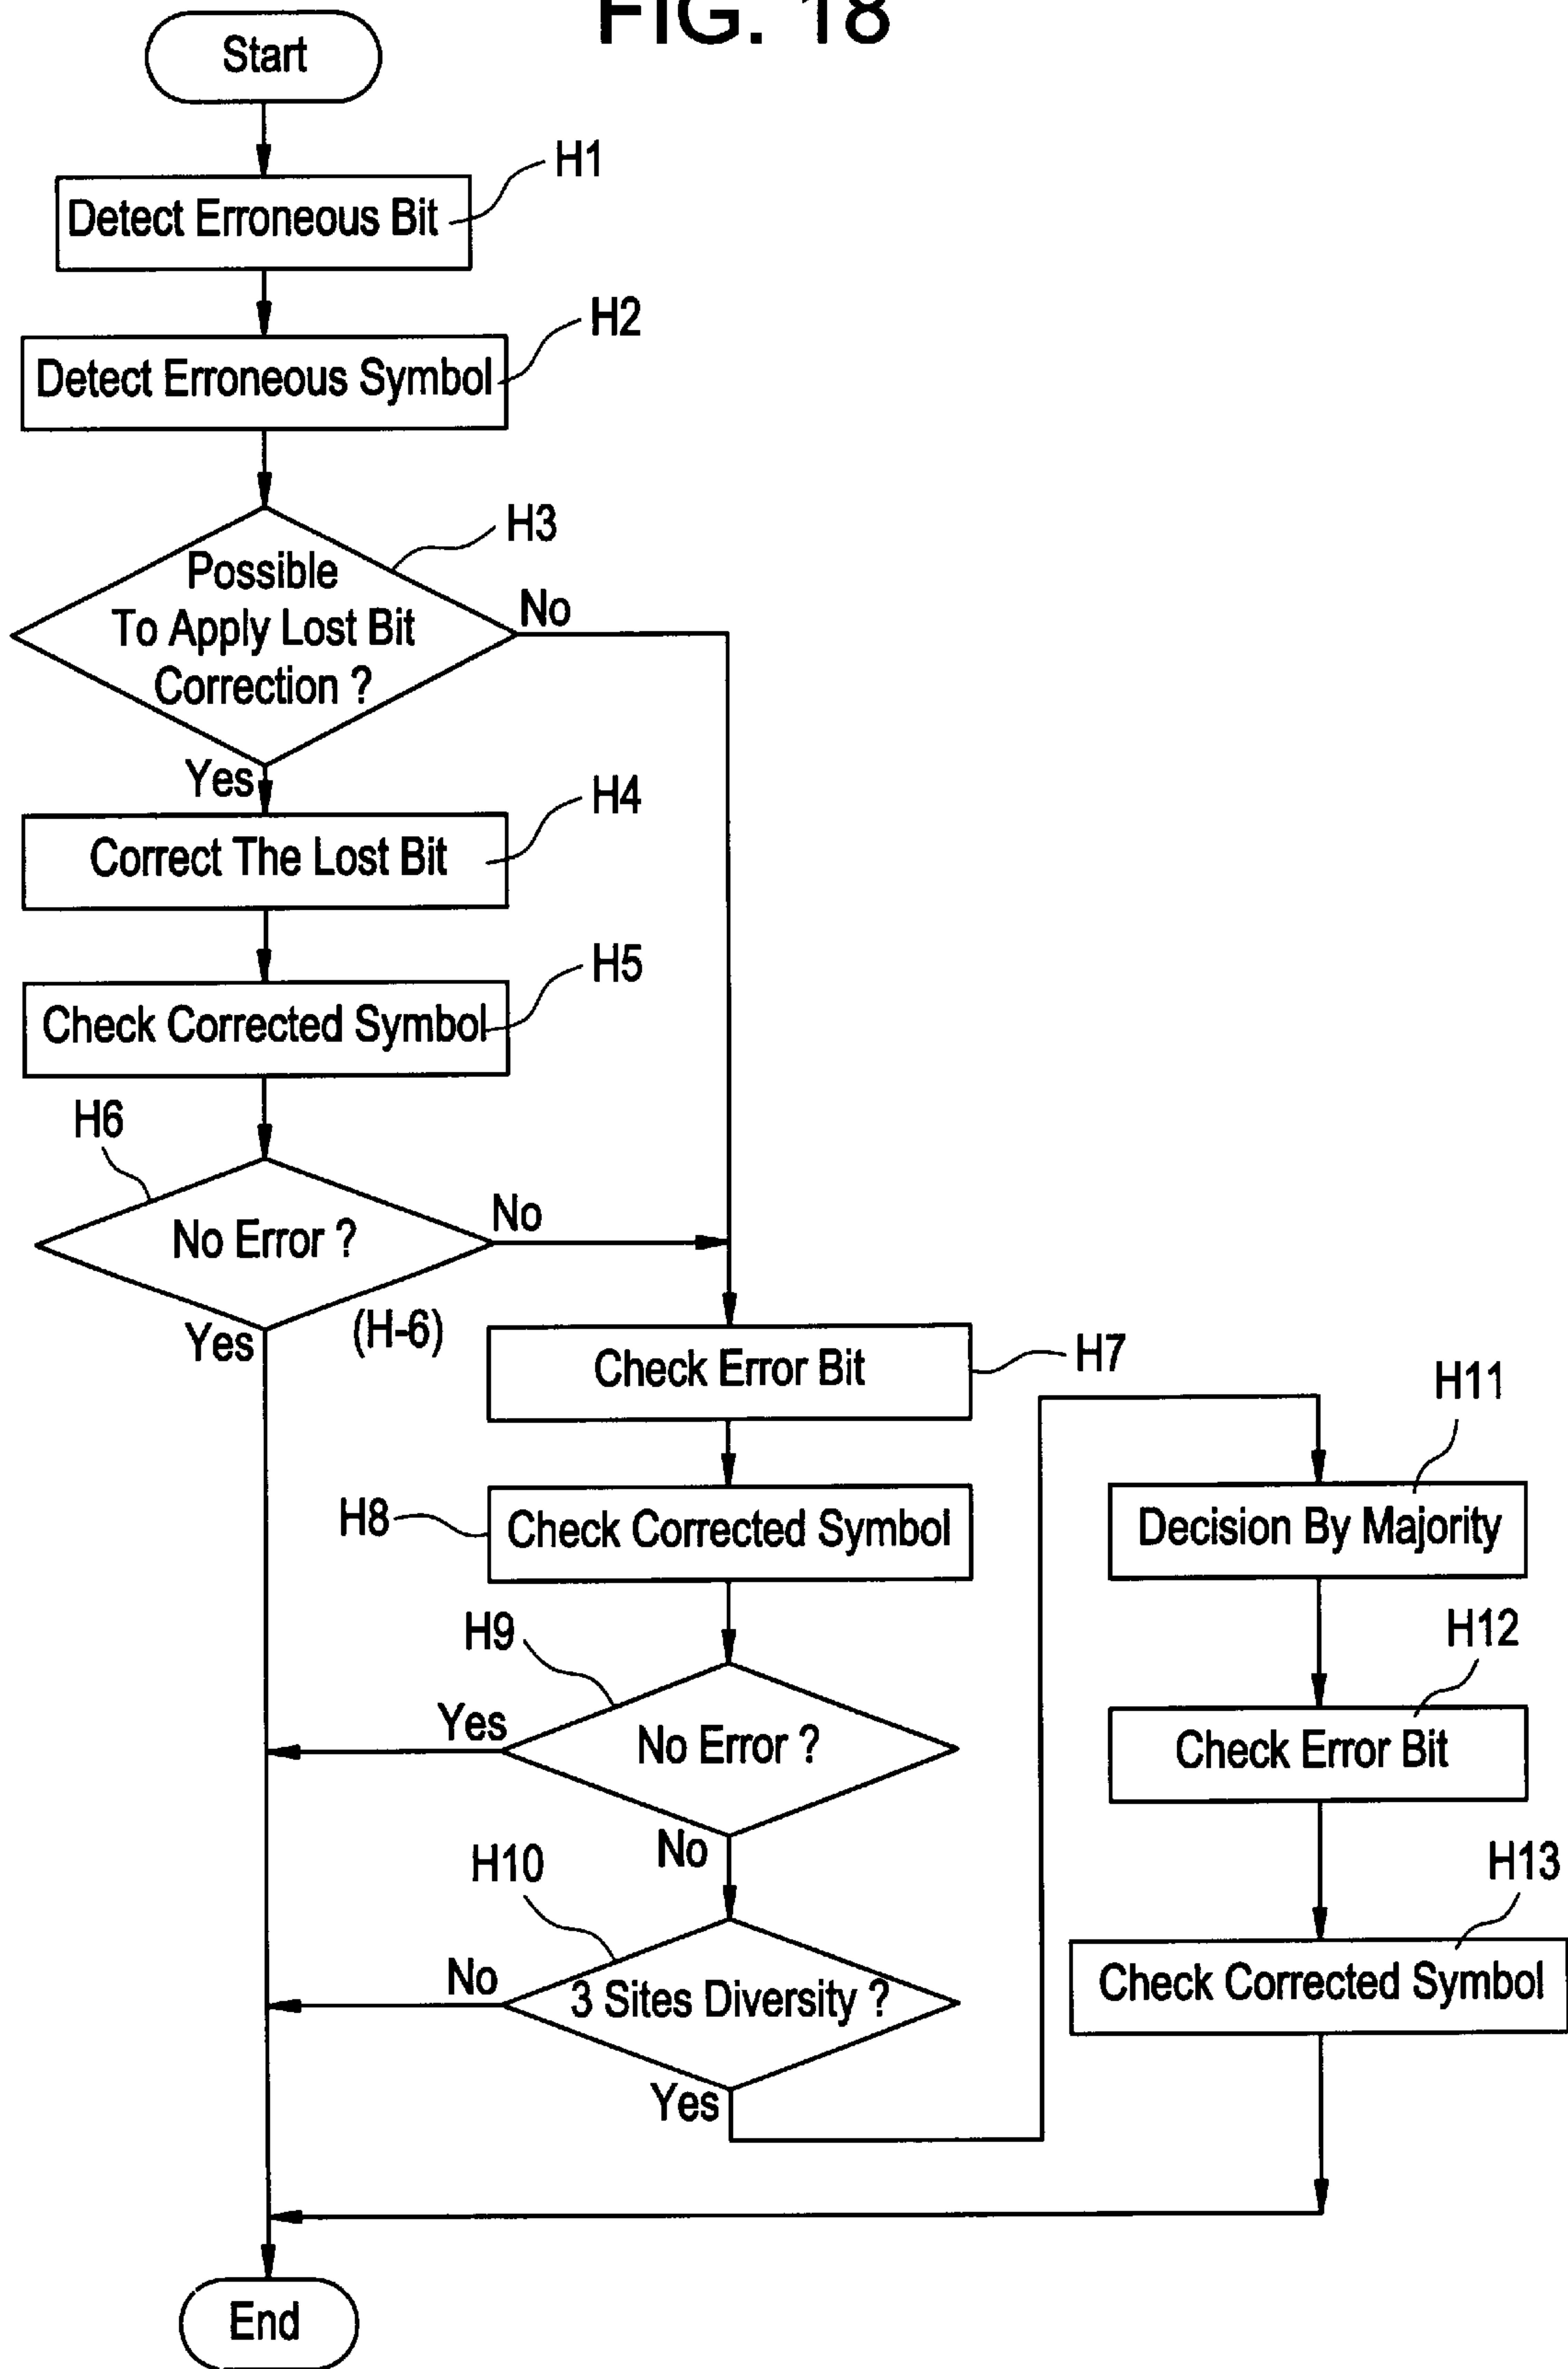 FIG. 18
Start
H1
Detect Erroneous Bit
H2
Detect Erroneous Symbol
H3
Possible
To Apply Lost Bit
Correction ?
No
Yes
H4
Correct The Lost Bit
H5
Check Corrected Symbol
H6
No Error ?
No
Yes
(H-6)
Check Error Bit
H7
H8
Check Corrected Symbol
H9
No Error ?
Yes
No
H10
3 Sites Diversity ?
No
Yes
H11
Decision By Majority
H12
Check Error Bit
H13
Check Corrected Symbol
End